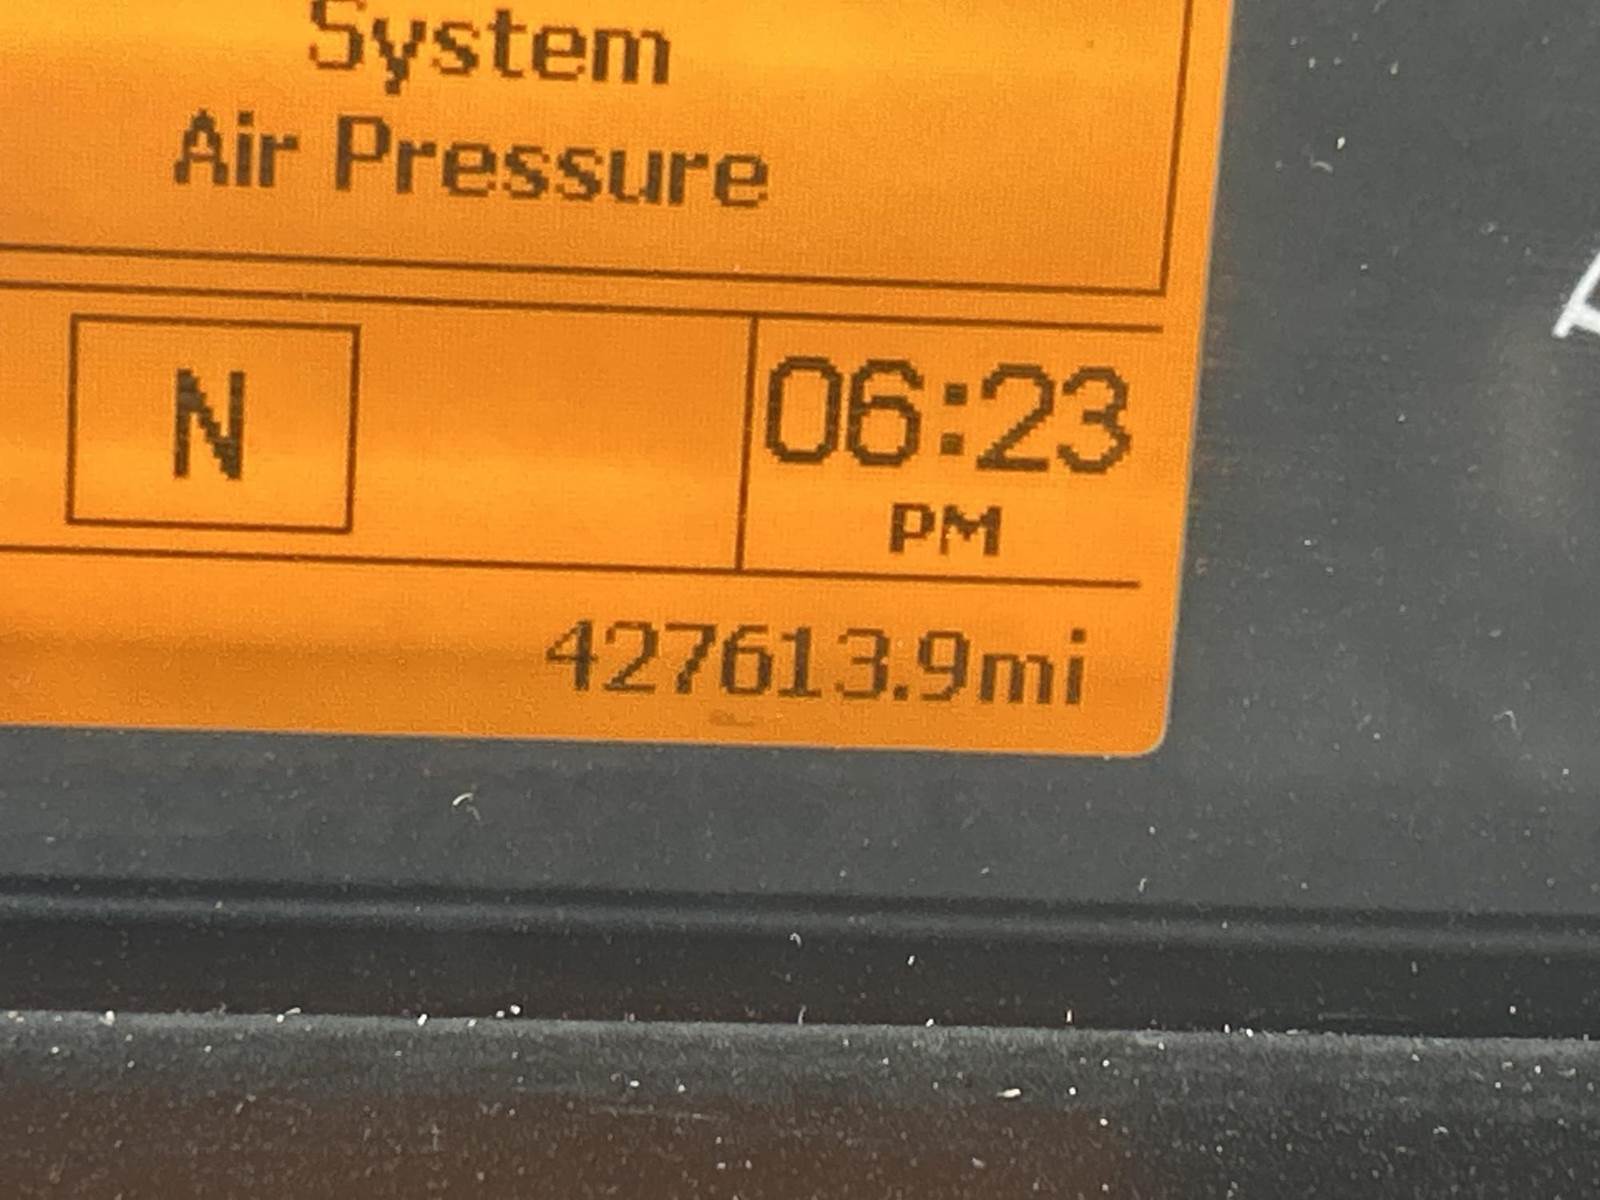 System
Air Pressure
N
06:23
PM
427613.9mi